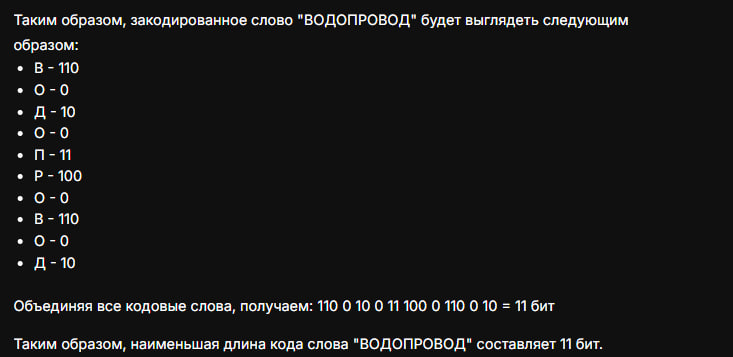 Таким образом, закодированное слово "ВОДОПРОВОД" будет выглядеть следующим
образом:
• В - 110
• О - 0
• Д - 10
• О - 0
• П - 11
• Р - 100
• О - 0
• В - 110
• О - 0
• Д - 10
Объединяя все кодовые слова, получаем: 110 0 10 0 11 100 0 110 0 10 = 11 бит
Таким образом, наименьшая длина кода слова "ВОДОПРОВОД" составляет 11 бит.